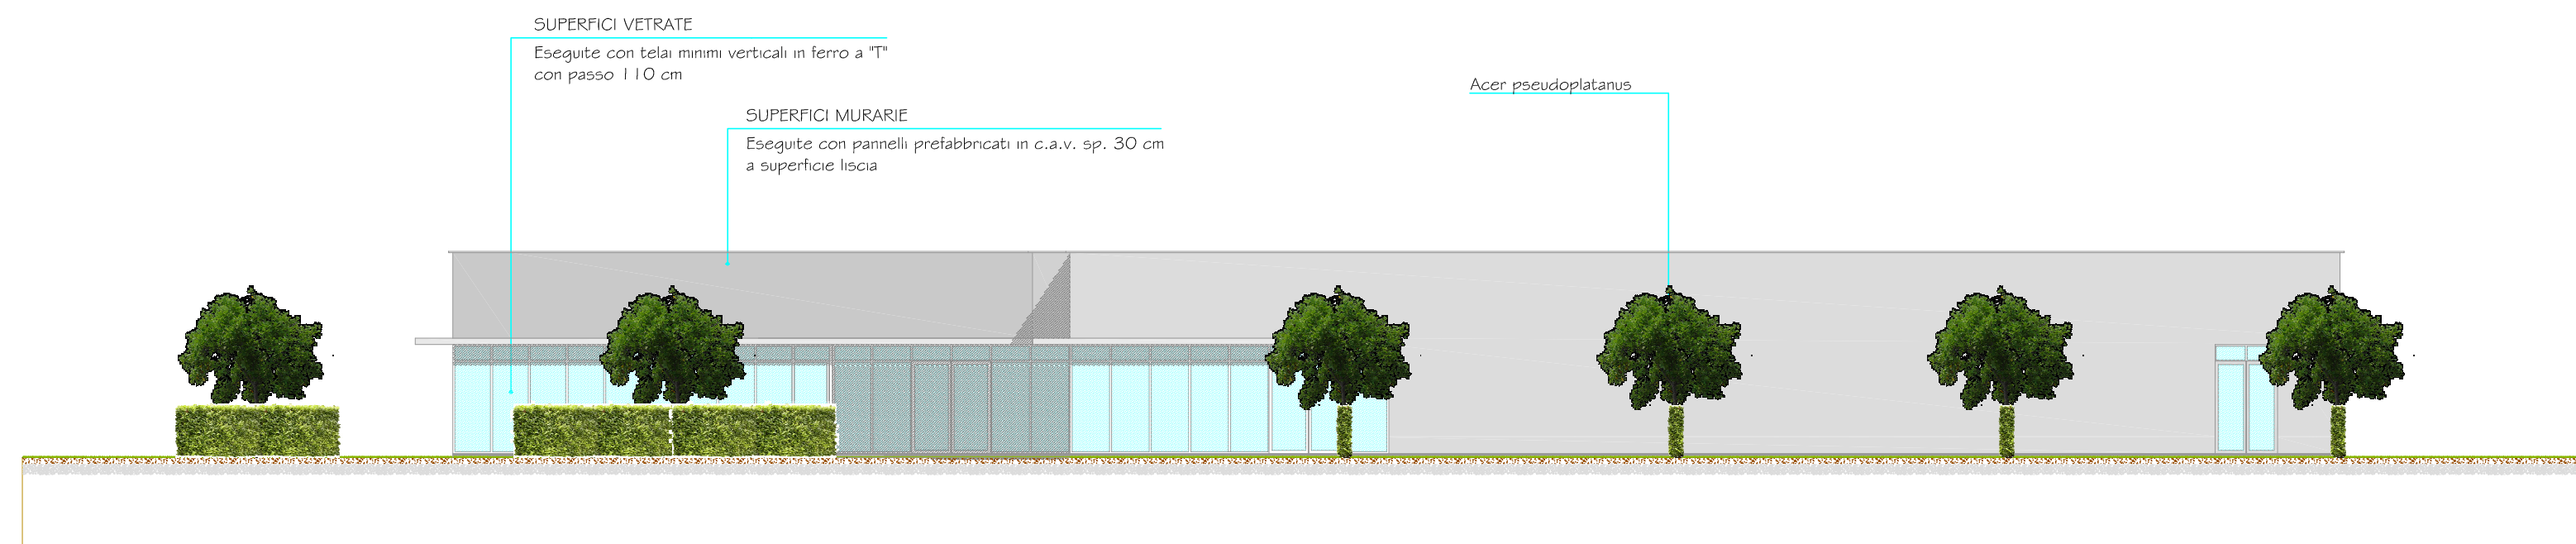 SUPERFICI VETRATE
Eseguite con telai minimi verticali in ferro a "T"
con passo 110 cm
Acer pseudoplatanus
SUPERFICI MURARIE
Eseguite con pannelli prefabbricati in c.a.v. sp. 30 cm
a superficie liscia